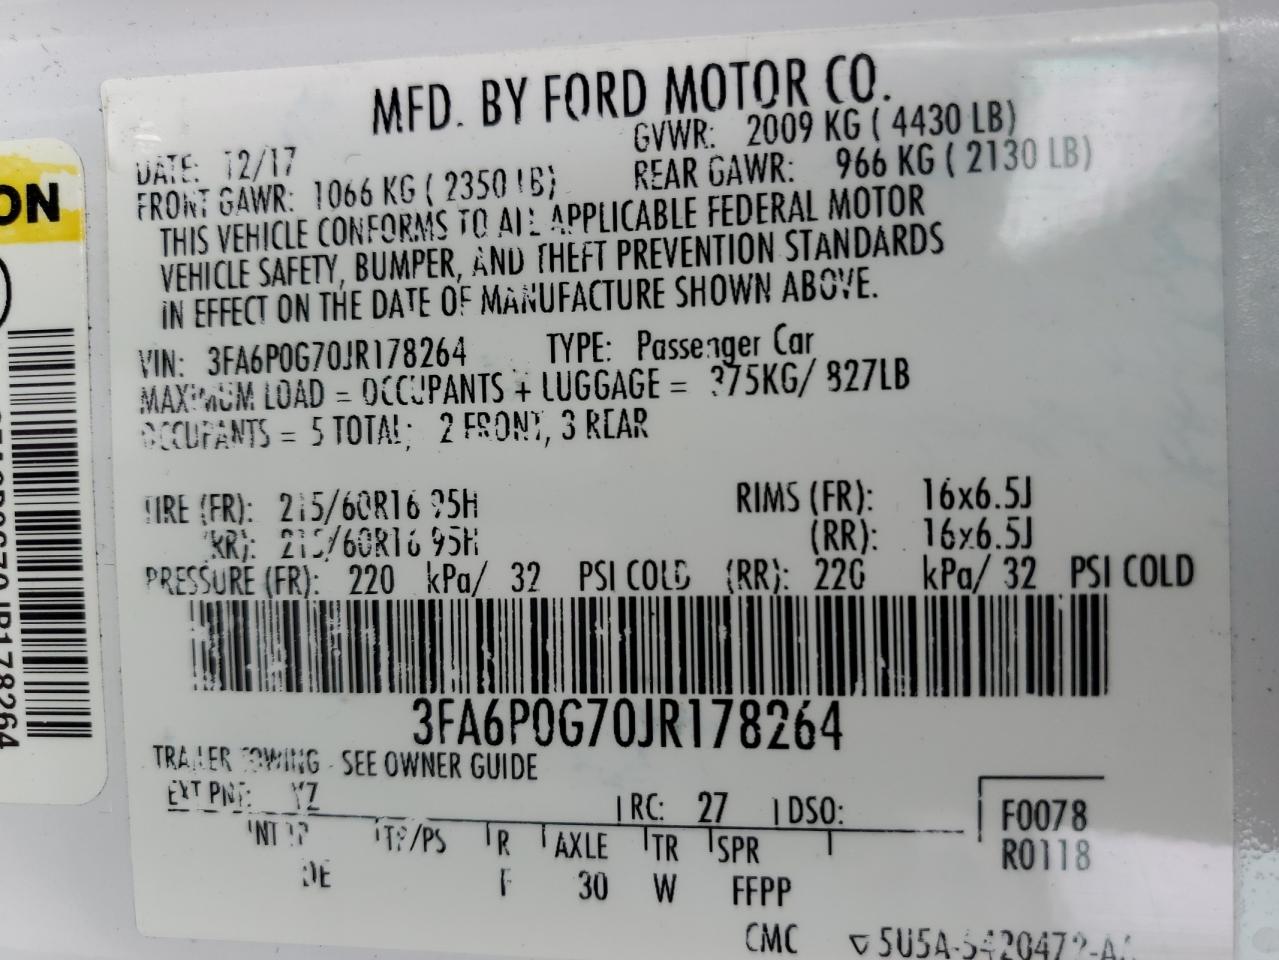 MFD. BY FORD MOTOR CO.
DATE: 12/17 GVWR: 2009 KG ( 4430 LB)
FRONT GAWR: 1066 KG ( 2350 LB) REAR GAWR: 966 KG ( 2130 LB)
THIS VEHICLE CONFORMS TO ALL APPLICABLE FEDERAL MOTOR
VEHICLE SAFETY, BUMPER, AND THEFT PREVENTION STANDARDS
IN EFFECT ON THE DATE OF MANUFACTURE SHOWN ABOVE.
VIN: 3FA6P0G70JR178264 TYPE: Passenger Car
MAXIMUM LOAD = OCCUPANTS + LUGGAGE = 375KG/ 827LB
OCCUPANTS = 5 TOTAL; 2 FRONT, 3 REAR
TIRE (FR): 215/60R16 95H RIMS (FR): 16x6.5J
(RR): 215/60R16 95H (RR): 16x6.5J
PRESSURE (FR): 220 kPa/ 32 PSI COLD (RR): 220 kPa/ 32 PSI COLD
3FA6P0G70JR178264
TRAILER TOWING - SEE OWNER GUIDE
EXT PNT: YZ RC: 27 DSO: F0078
INT TR TP/PS R AXLE TR SPR R0118
DE F 30 W FFPP
CMC
ON
JR178264